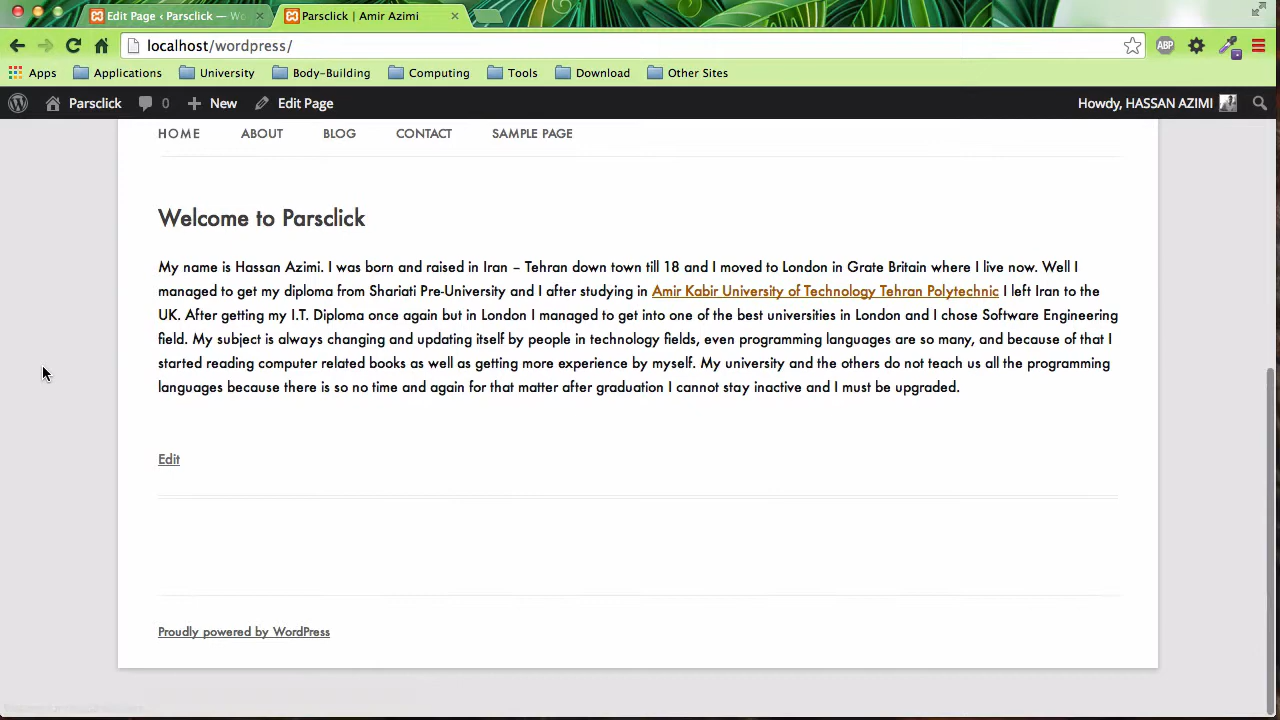 Edit Page ‹ Parsclick — Wo
Parsclick | Amir Azimi
localhost/wordpress/
ABP
Apps Applications University Body-Building Computing Tools Download Other Sites
Parsclick 0 New Edit Page Howdy, HASSAN AZIMI
HOME ABOUT BLOG CONTACT SAMPLE PAGE
Welcome to Parsclick
My name is Hassan Azimi. I was born and raised in Iran – Tehran down town till 18 and I moved to London in Grate Britain where I live now. Well I
managed to get my diploma from Shariati Pre-University and I after studying in Amir Kabir University of Technology Tehran Polytechnic I left Iran to the
UK. After getting my I.T. Diploma once again but in London I managed to get into one of the best universities in London and I chose Software Engineering
field. My subject is always changing and updating itself by people in technology fields, even programming languages are so many, and because of that I
started reading computer related books as well as getting more experience by myself. My university and the others do not teach us all the programming
languages because there is so no time and again for that matter after graduation I cannot stay inactive and I must be upgraded.
Edit
Proudly powered by WordPress